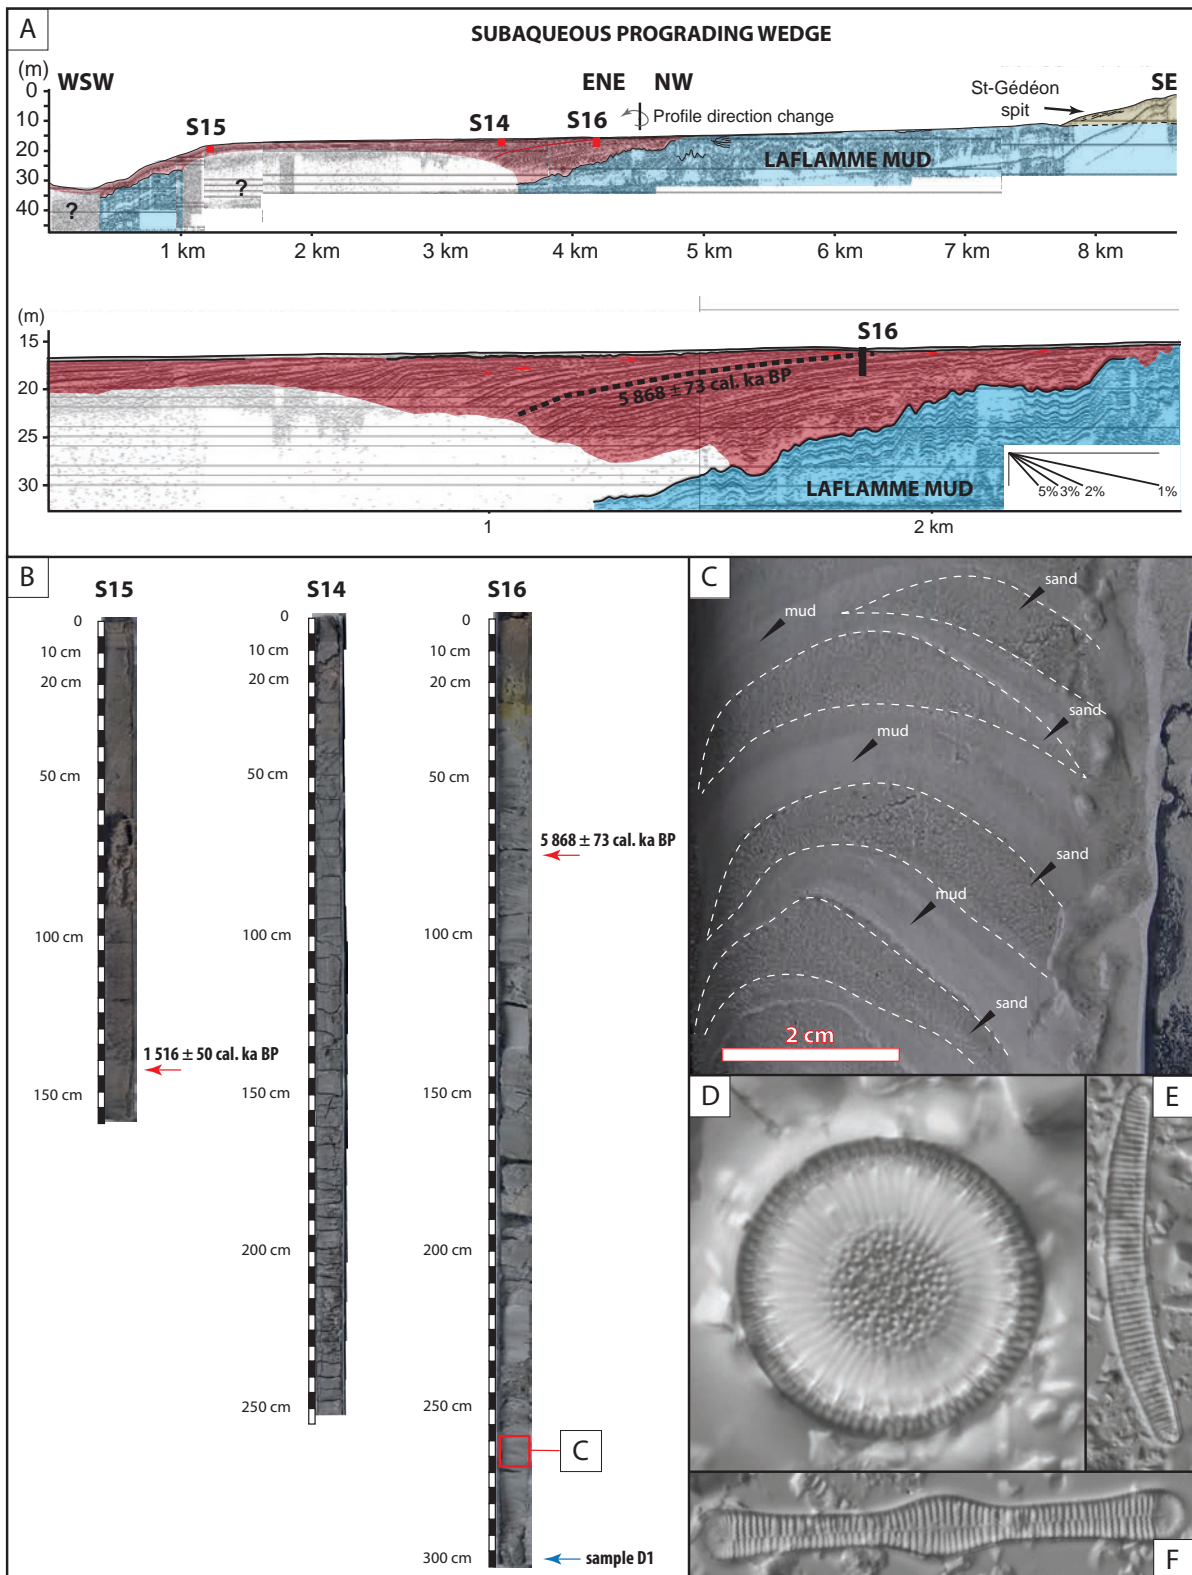 A
SUBAQUEOUS PROGRADING WEDGE
(m)
WSW
ENE
NW
SE
0
10
20
30
40
S15
S14
S16
Profile direction change
St-Gédéon
spit
LAFLAMME MUD
?
?
1 km
2 km
3 km
4 km
5 km
6 km
7 km
8 km
(m)
15
20
25
30
S16
5 868 ± 73 cal. ka BP
LAFLAMME MUD
5%
3%
2%
1%
1
2 km
B
S15
0
10 cm
20 cm
50 cm
100 cm
150 cm
1 516 ± 50 cal. ka BP
S14
0
10 cm
20 cm
50 cm
100 cm
150 cm
200 cm
250 cm
S16
0
10 cm
20 cm
50 cm
100 cm
150 cm
200 cm
250 cm
300 cm
5 868 ± 73 cal. ka BP
C
sample D1
C
sand
mud
sand
mud
sand
mud
sand
2 cm
D
E
F